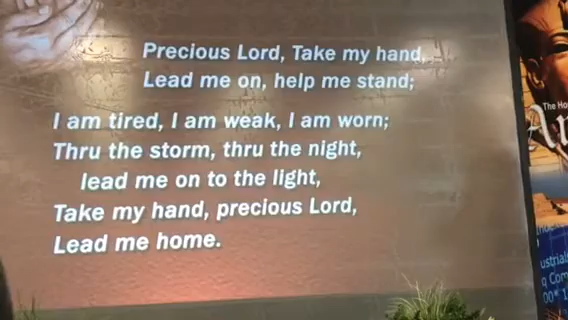 Precious Lord, Take my hand,
Lead me on, help me stand;
I am tired, I am weak, I am worn;
Thru the storm, thru the night,
lead me on to the light,
Take my hand, precious Lord,
Lead me home.
The